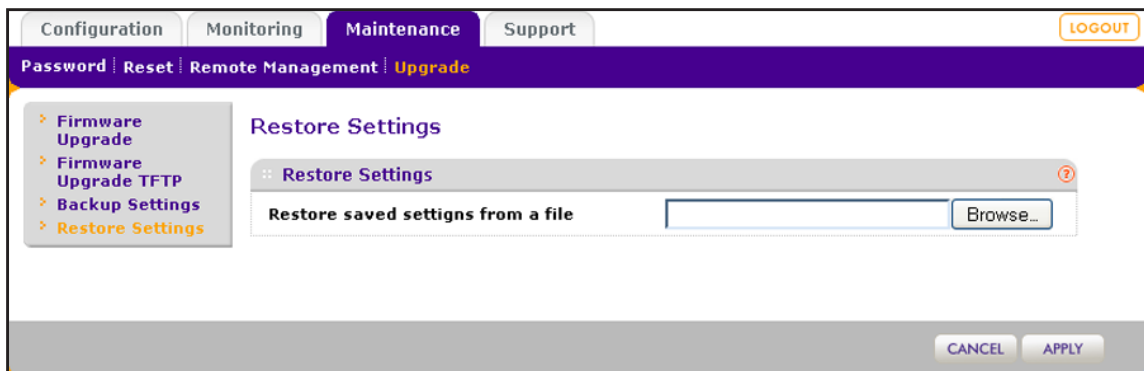 Configuration Monitoring Maintenance Support LOGOUT
Password Reset Remote Management Upgrade
Firmware
Upgrade
Firmware
Upgrade TFTP
Backup Settings
Restore Settings
Restore Settings
Restore Settings ?
Restore saved settigns from a file Browse...
CANCEL APPLY